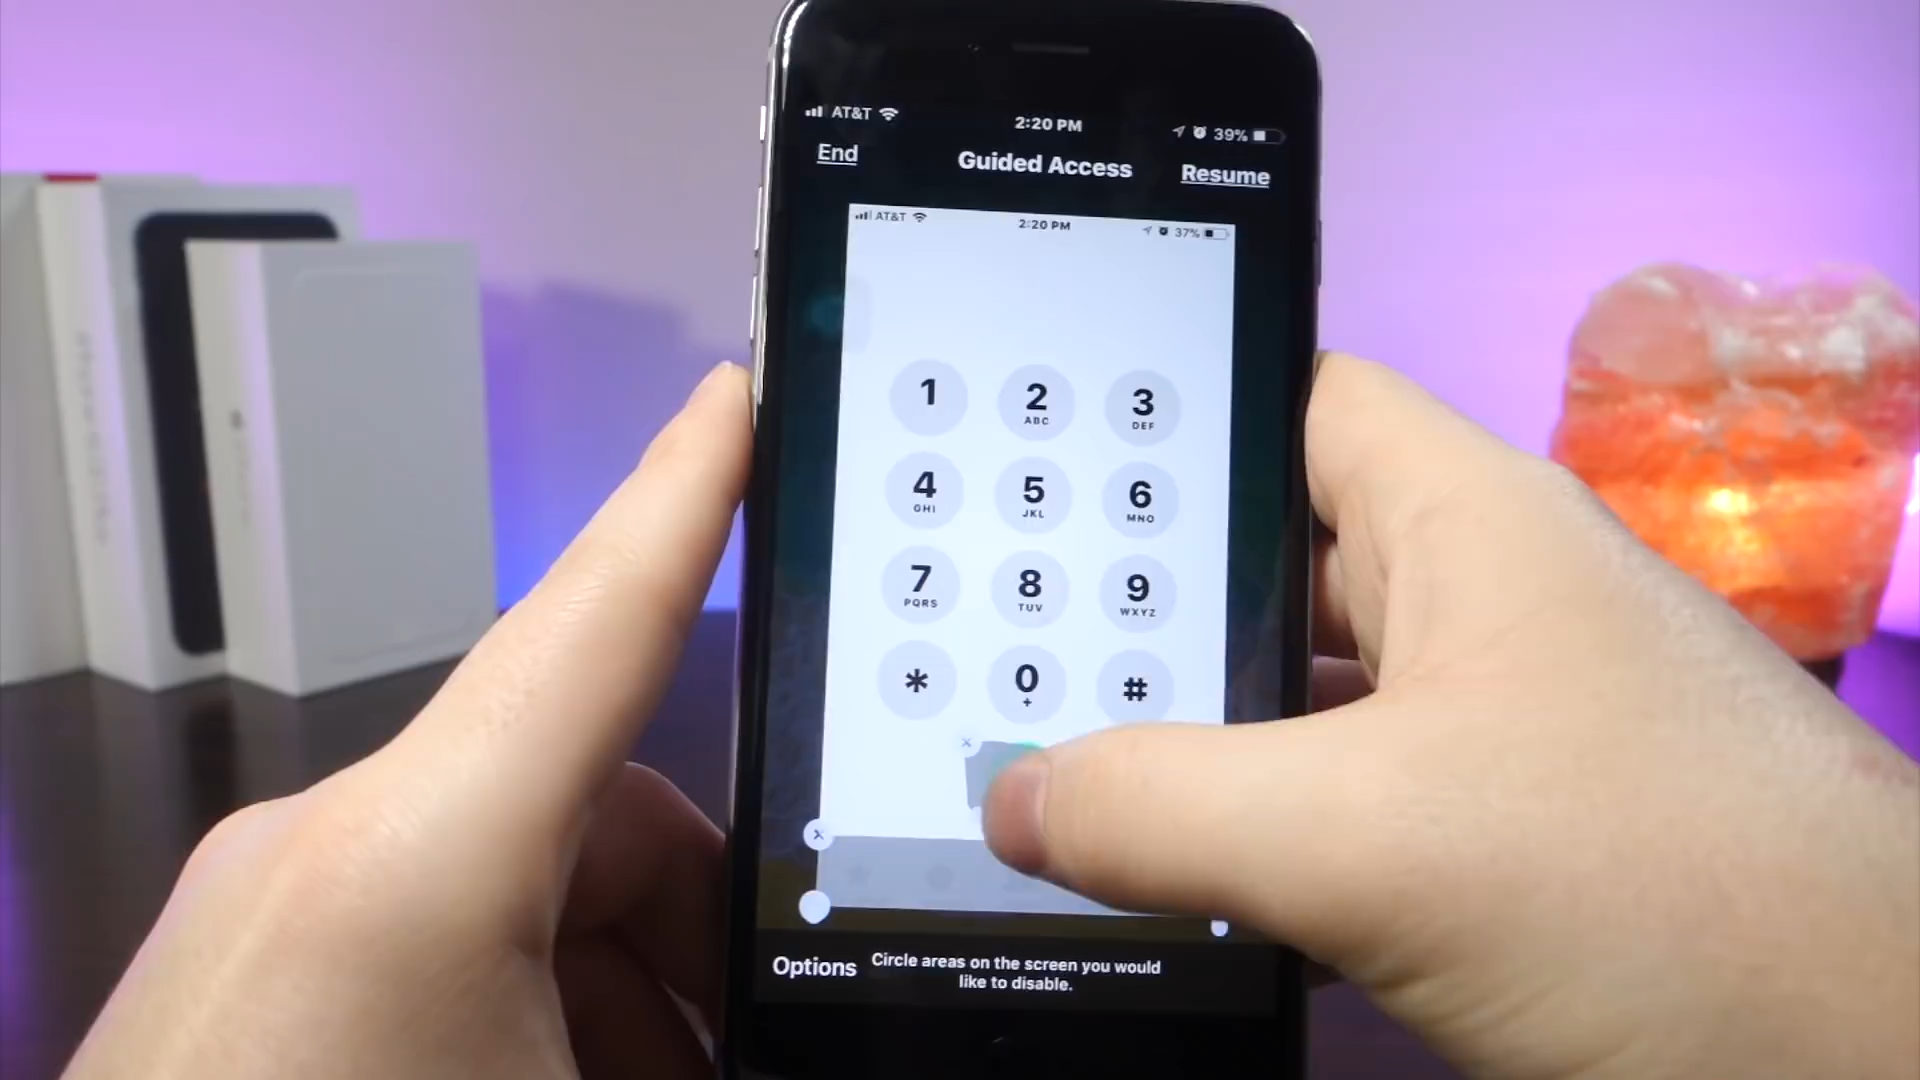 AT&T
2:20 PM
39%
End
Guided Access
Resume
AT&T
2:20 PM
37%
1
2
ABC
3
DEF
4
GHI
5
JKL
6
MNO
7
PQRS
8
TUV
9
WXYZ
*
0
+
#
Options
Circle areas on the screen you would
like to disable.